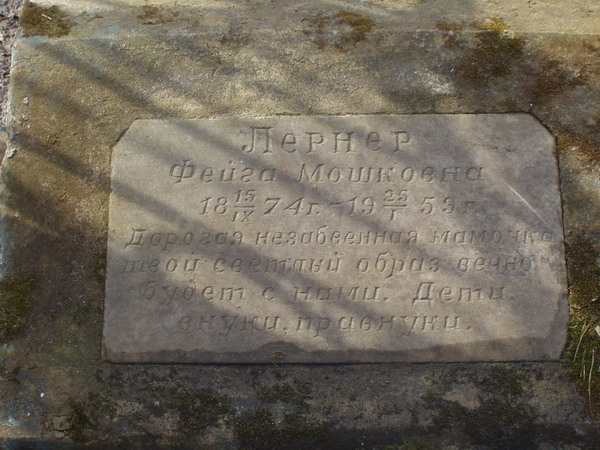 Лернер
Фейга Мошковна
18 15/IX 74г.-19 25/I 59г.
Дорогая незабвенная мамочка
твой светлый образ вечно
будет с нами. Дети,
внуки, правнуки.